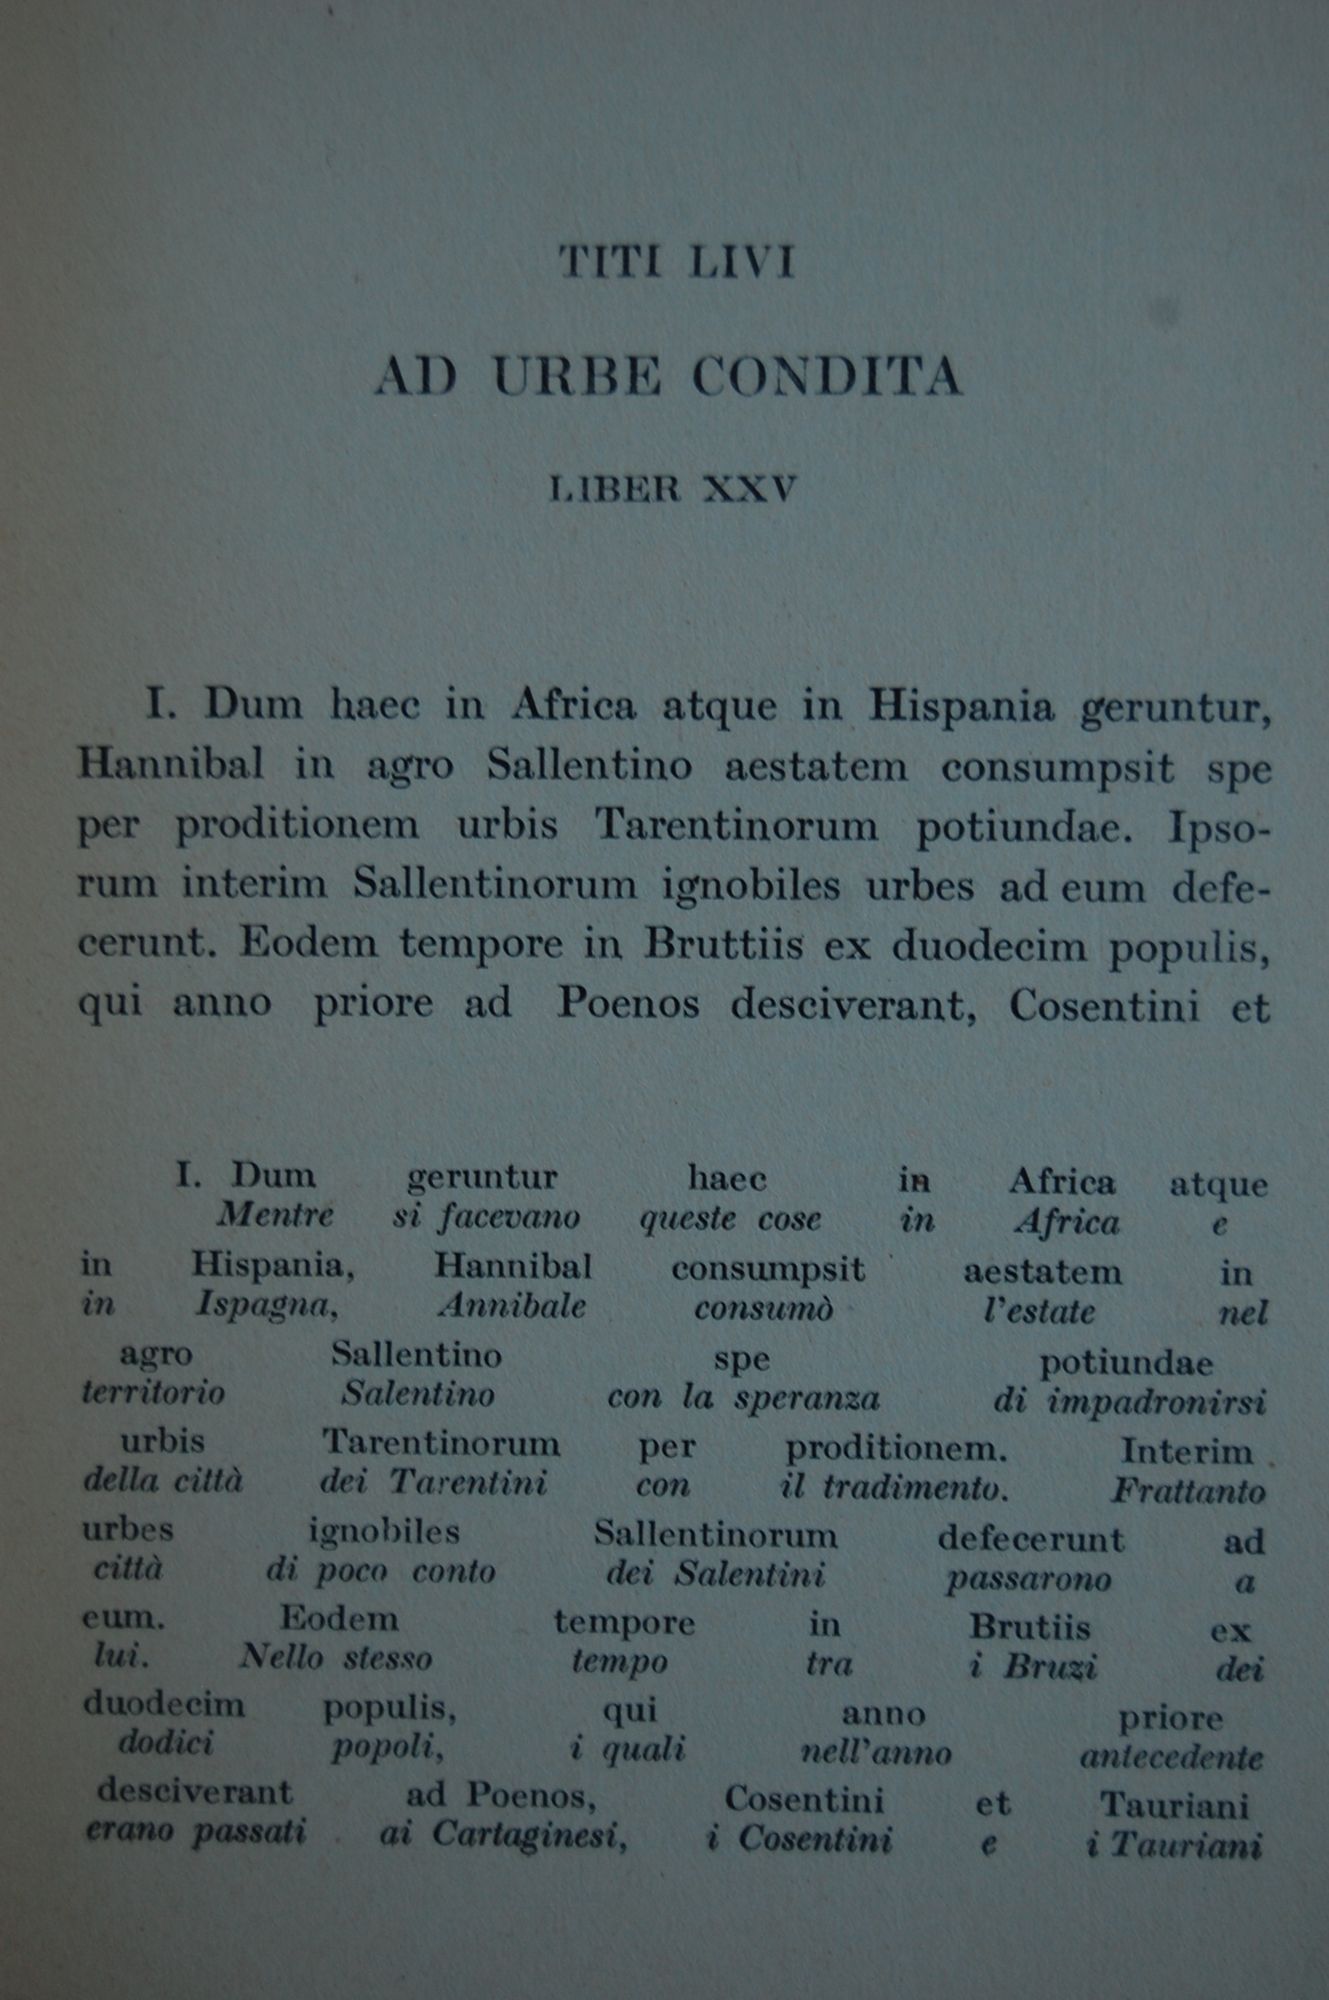 TITI LIVI
AD URBE CONDITA
LIBER XXV
I. Dum haec in Africa atque in Hispania geruntur,
Hannibal in agro Sallentino aestatem consumpsit spe
per proditionem urbis Tarentinorum potiundae. Ipso-
rum interim Sallentinorum ignobiles urbes ad eum defe-
cerunt. Eodem tempore in Bruttiis ex duodecim populis,
qui anno priore ad Poenos desciverant, Cosentini et
I. Dum geruntur haec in Africa atque
Mentre si facevano queste cose in Africa e
in Hispania, Hannibal consumpsit aestatem in
in Ispagna, Annibale consumò l'estate nel
agro Sallentino spe potiundae
territorio Salentino con la speranza di impadronirsi
urbis Tarentinorum per proditionem. Interim
della città dei Tarentini con il tradimento. Frattanto
urbes ignobiles Sallentinorum defecerunt ad
città di poco conto dei Salentini passarono a
eum. Eodem tempore in Brutiis ex
lui. Nello stesso tempo tra i Bruzi dei
duodecim populis, qui anno priore
dodici popoli, i quali nell'anno antecedente
desciverant ad Poenos, Cosentini et Tauriani
erano passati ai Cartaginesi, i Cosentini e i Tauriani